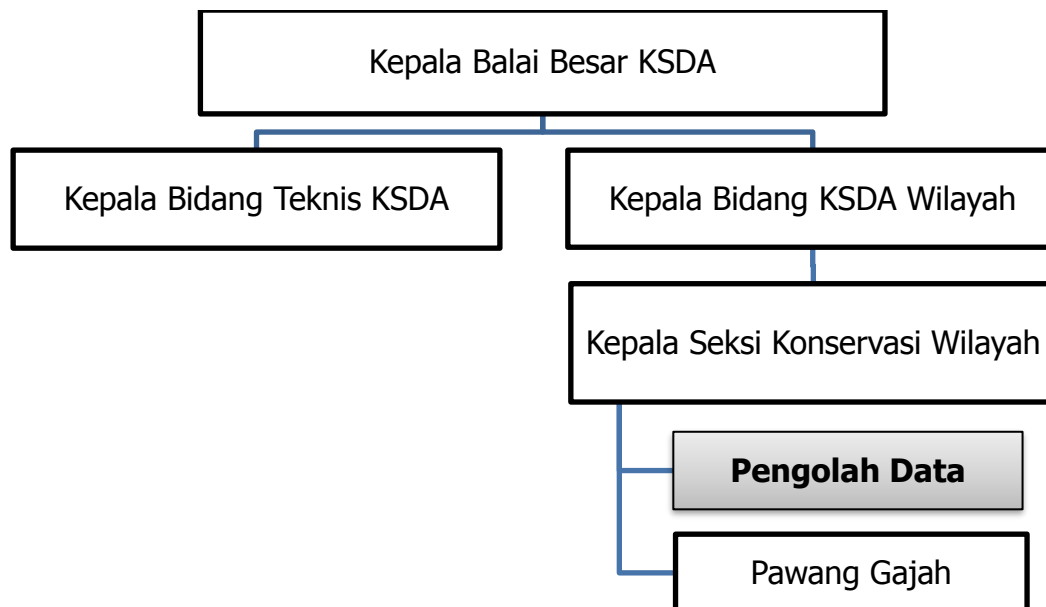 Kepala Balai Besar KSDA
Kepala Bidang Teknis KSDA
Kepala Bidang KSDA Wilayah
Kepala Seksi Konservasi Wilayah
Pengolah Data
Pawang Gajah